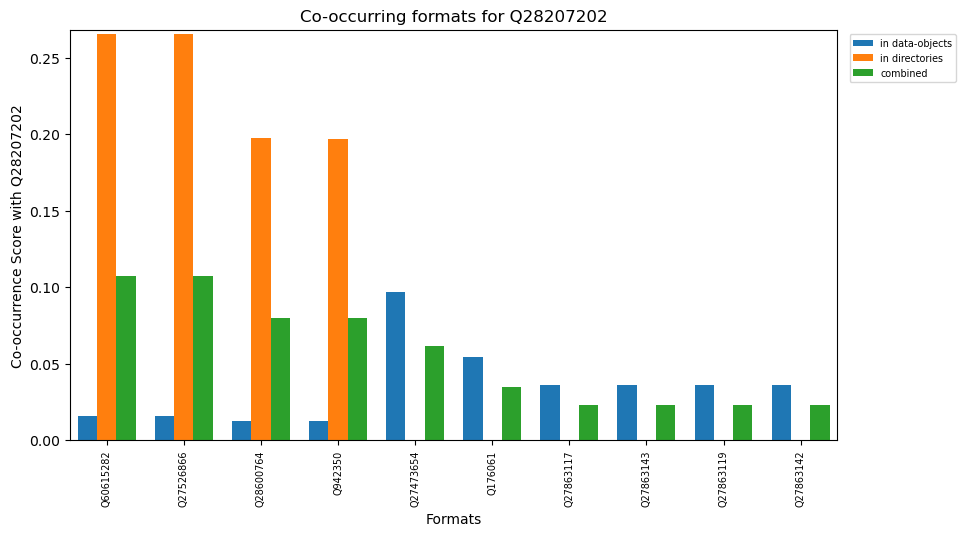 Co-occurring formats for Q28207202
in data-objects
in directories
combined
Co-occurrence Score with Q28207202
0.25
0.20
0.15
0.10
0.05
0.00
Q60615282
Q27526866
Q28600764
Q942350
Q27473654
Q176061
Q27863117
Q27863143
Q27863119
Q27863142
Formats